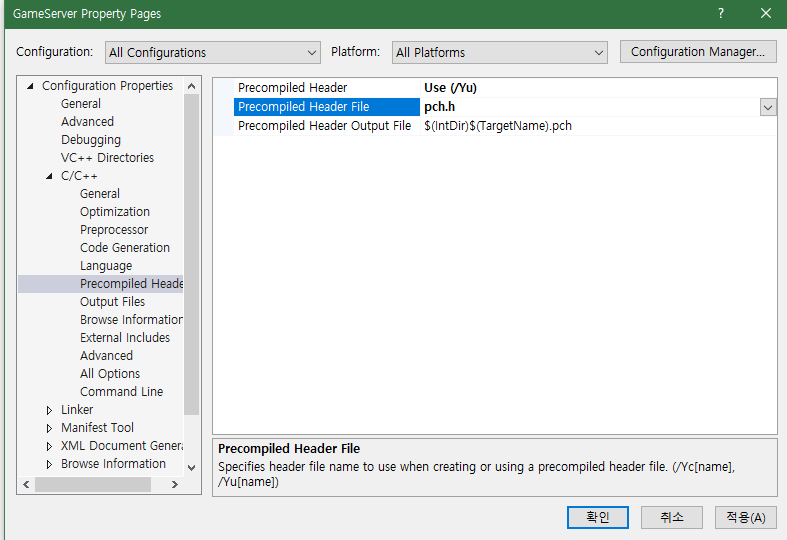 GameServer Property Pages
?
Configuration: All Configurations Platform: All Platforms Configuration Manager...
Configuration Properties
General
Advanced
Debugging
VC++ Directories
C/C++
General
Optimization
Preprocessor
Code Generation
Language
Precompiled Heade
Output Files
Browse Information
External Includes
Advanced
All Options
Command Line
Linker
Manifest Tool
XML Document Genera
Browse Information
Precompiled Header Use (/Yu)
Precompiled Header File pch.h
Precompiled Header Output File $(IntDir)$(TargetName).pch
Precompiled Header File
Specifies header file name to use when creating or using a precompiled header file. (/Yc[name],
/Yu[name])
확인 취소 적용(A)